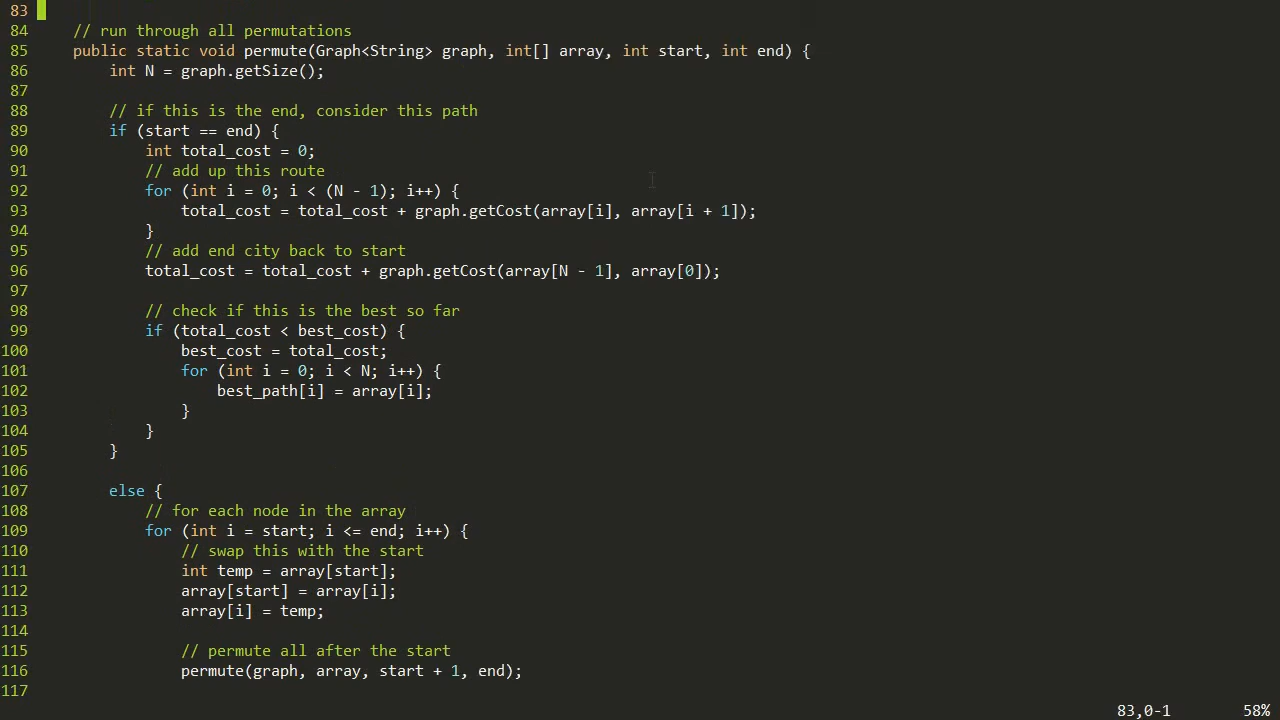 83
84     // run through all permutations
85     public static void permute(Graph<String> graph, int[] array, int start, int end) {
86         int N = graph.getSize();
87
88         // if this is the end, consider this path
89         if (start == end) {
90             int total_cost = 0;
91             // add up this route
92             for (int i = 0; i < (N - 1); i++) {
93                 total_cost = total_cost + graph.getCost(array[i], array[i + 1]);
94             }
95             // add end city back to start
96             total_cost = total_cost + graph.getCost(array[N - 1], array[0]);
97
98             // check if this is the best so far
99             if (total_cost < best_cost) {
100                 best_cost = total_cost;
101                 for (int i = 0; i < N; i++) {
102                     best_path[i] = array[i];
103                 }
104             }
105         }
106
107         else {
108             // for each node in the array
109             for (int i = start; i <= end; i++) {
110                 // swap this with the start
111                 int temp = array[start];
112                 array[start] = array[i];
113                 array[i] = temp;
114
115                 // permute all after the start
116                 permute(graph, array, start + 1, end);
117
83,0-1 58%